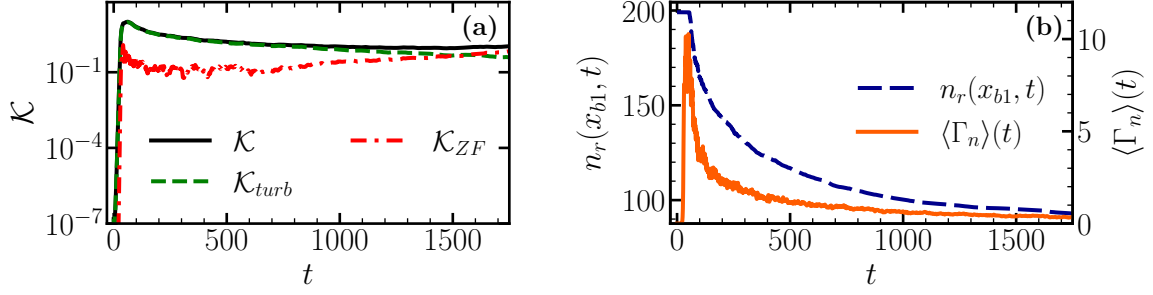 (a)
10^{-1}
10^{-4}
10^{-7}
𝒦
𝒦
𝒦_{turb}
𝒦_{ZF}
0 500 1000 1500
t
(b)
200
150
100
n_r(x_{b1}, t)
n_r(x_{b1}, t)
⟨Γ_n⟩(t)
10
5
0
⟨Γ_n⟩(t)
0 500 1000 1500
t